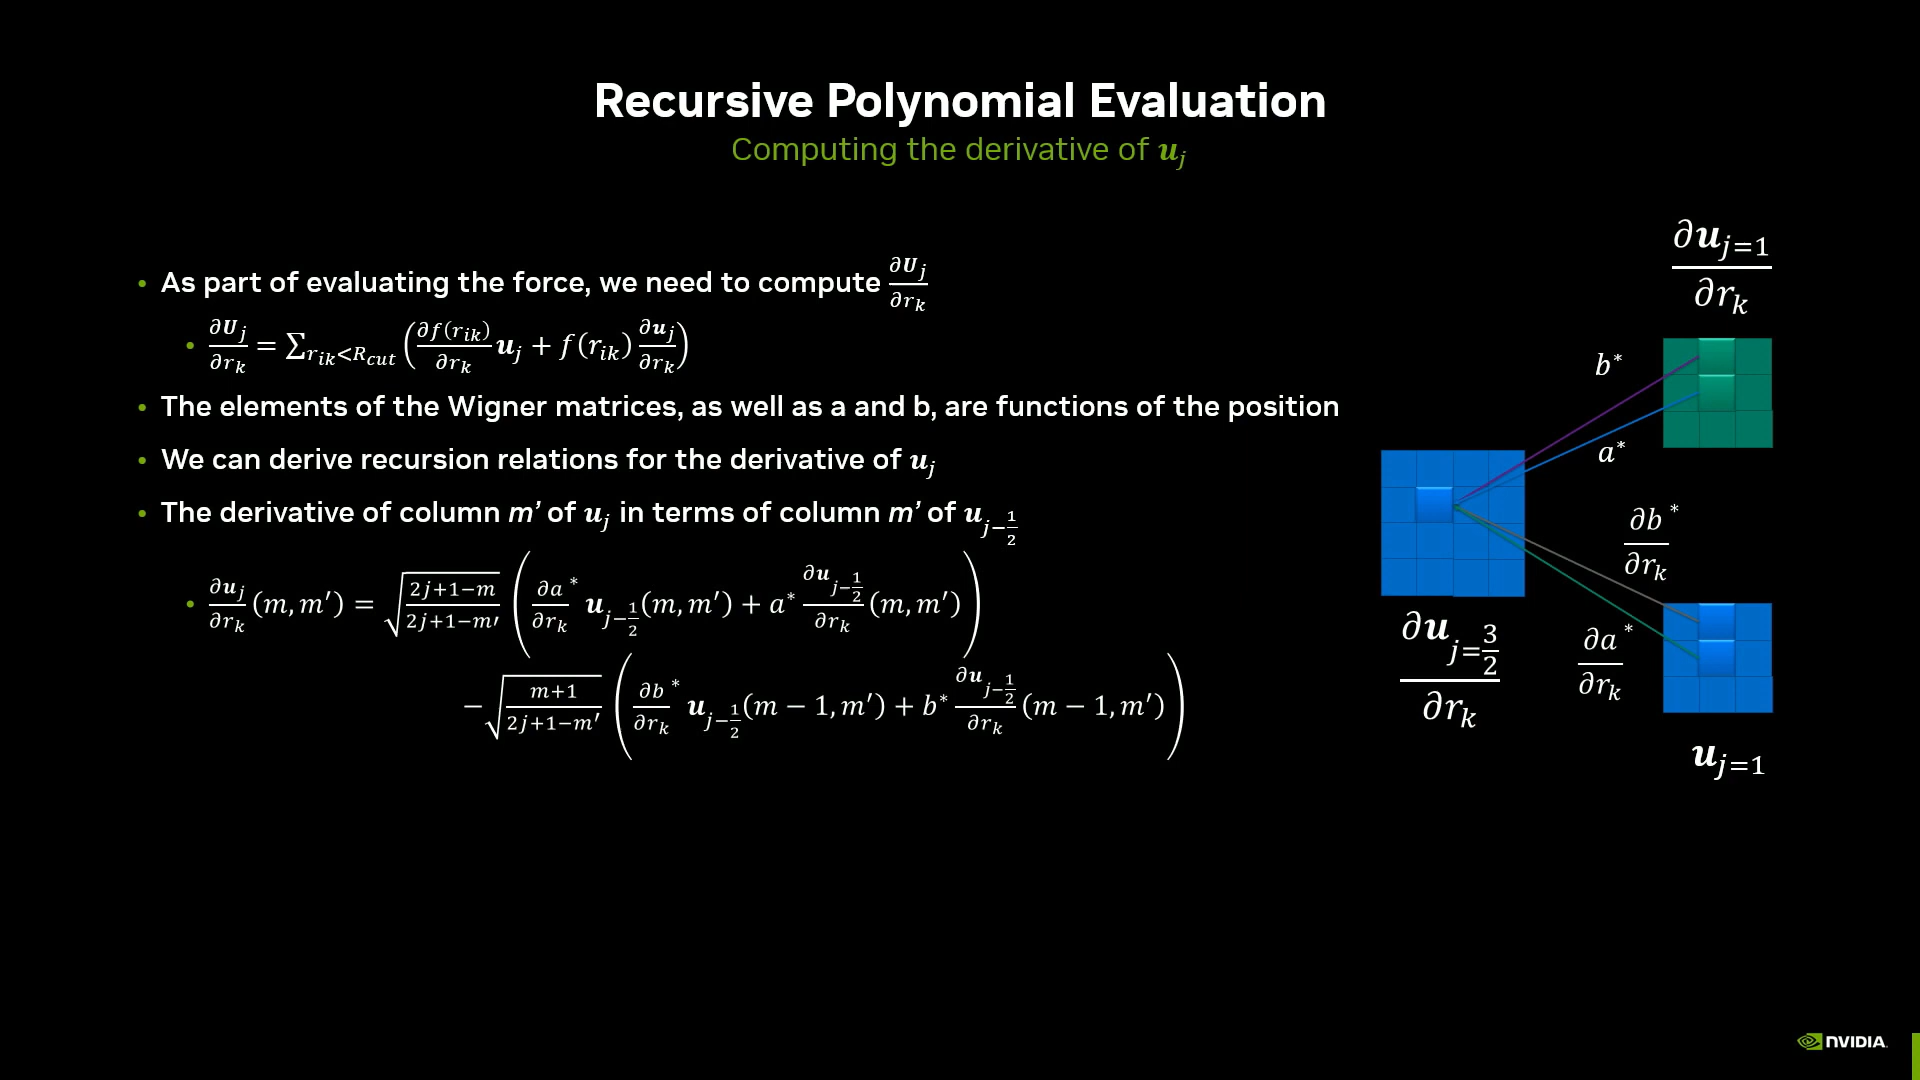 Recursive Polynomial Evaluation
Computing the derivative of 𝒖_j
• As part of evaluating the force, we need to compute ∂𝑼_j/∂r_k
• ∂𝑼_j/∂r_k = ∑_{r_ik<R_cut} (∂f(r_ik)/∂r_k 𝒖_j + f(r_ik) ∂𝒖_j/∂r_k)
• The elements of the Wigner matrices, as well as a and b, are functions of the position
• We can derive recursion relations for the derivative of 𝒖_j
• The derivative of column m’ of 𝒖_j in terms of column m’ of 𝒖_{j−1/2}
• ∂𝒖_j/∂r_k (m, m′) = √((2j+1−m)/(2j+1−m′)) (∂a/∂r_k^* 𝒖_{j−1/2}(m, m′) + a^* ∂𝒖_{j−1/2}/∂r_k (m, m′))
−√((m+1)/(2j+1−m′)) (∂b/∂r_k^* 𝒖_{j−1/2}(m − 1, m′) + b^* ∂𝒖_{j−1/2}/∂r_k (m − 1, m′))
∂𝒖_{j=1}/∂r_k
b^*
a^*
∂b/∂r_k^*
∂𝒖_{j=3/2}/∂r_k
∂a/∂r_k^*
𝒖_{j=1}
NVIDIA.